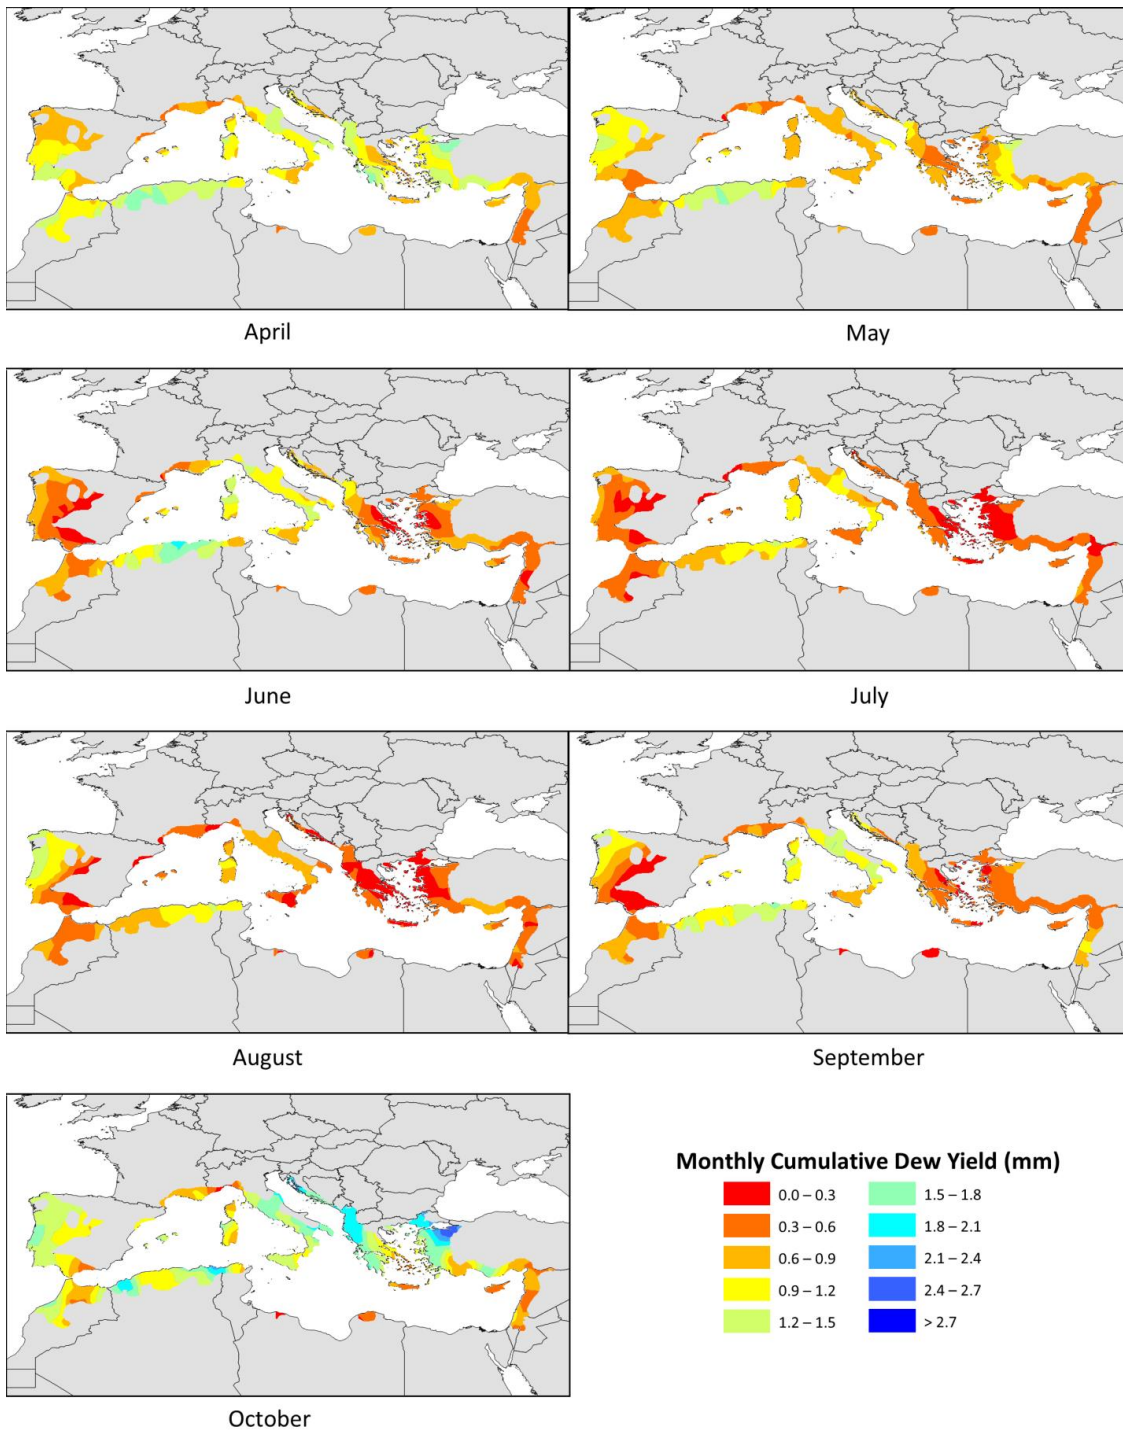 April
May
June
July
August
September
October
Monthly Cumulative Dew Yield (mm)
0.0 – 0.3
0.3 – 0.6
0.6 – 0.9
0.9 – 1.2
1.2 – 1.5
1.5 – 1.8
1.8 – 2.1
2.1 – 2.4
2.4 – 2.7
> 2.7